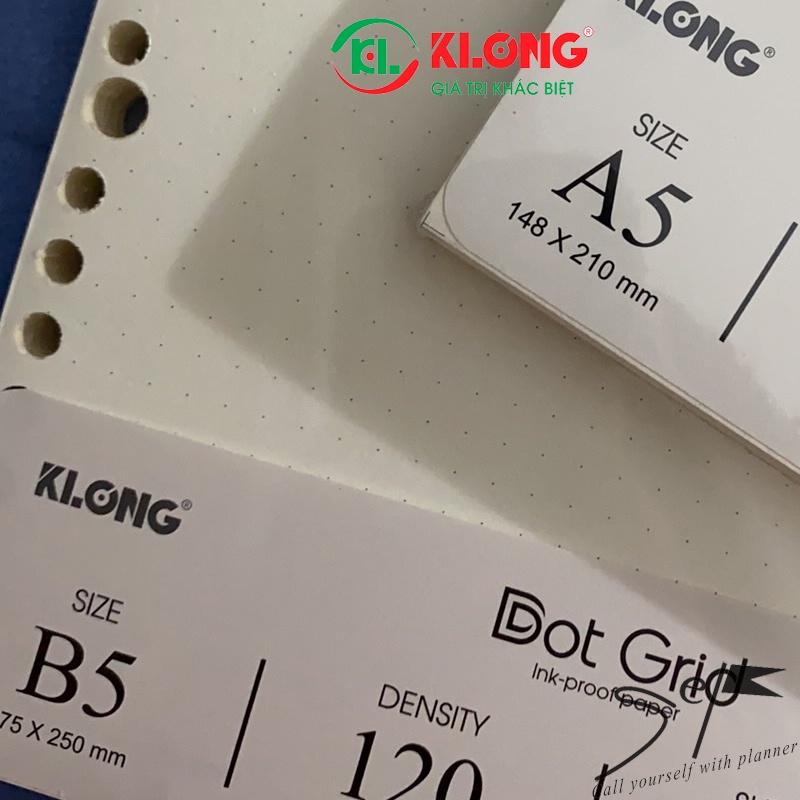 KLONG®
GIÁ TRỊ KHÁC BIỆT
KLONG®
SIZE
A5
148 X 210 mm
KLONG®
SIZE
B5
75 X 250 mm
DENSITY
120
Dot Grid
Ink-proof paper
Call yourself with planner